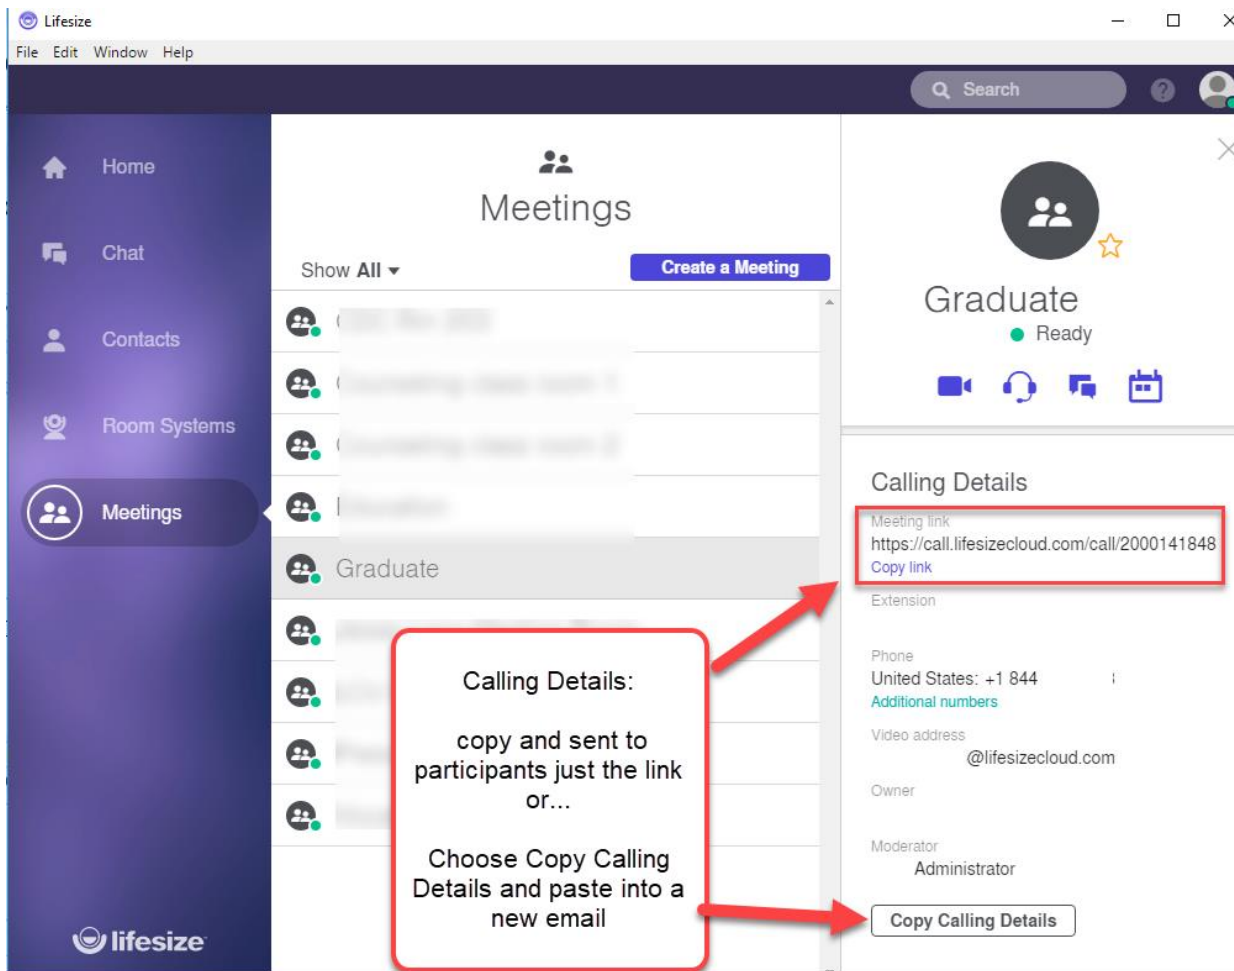 Lifesize
File Edit Window Help
Search
?
Home
Chat
Contacts
Room Systems
Meetings
lifesize
Meetings
Show All
Create a Meeting
Graduate
Graduate
Ready
Calling Details
Meeting link
https://call.lifesizecloud.com/call/2000141848
Copy link
Extension
Phone
United States: +1 844
Additional numbers
Video address
@lifesizecloud.com
Owner
Moderator
Administrator
Copy Calling Details
Calling Details:
copy and sent to
participants just the link
or...
Choose Copy Calling
Details and paste into a
new email